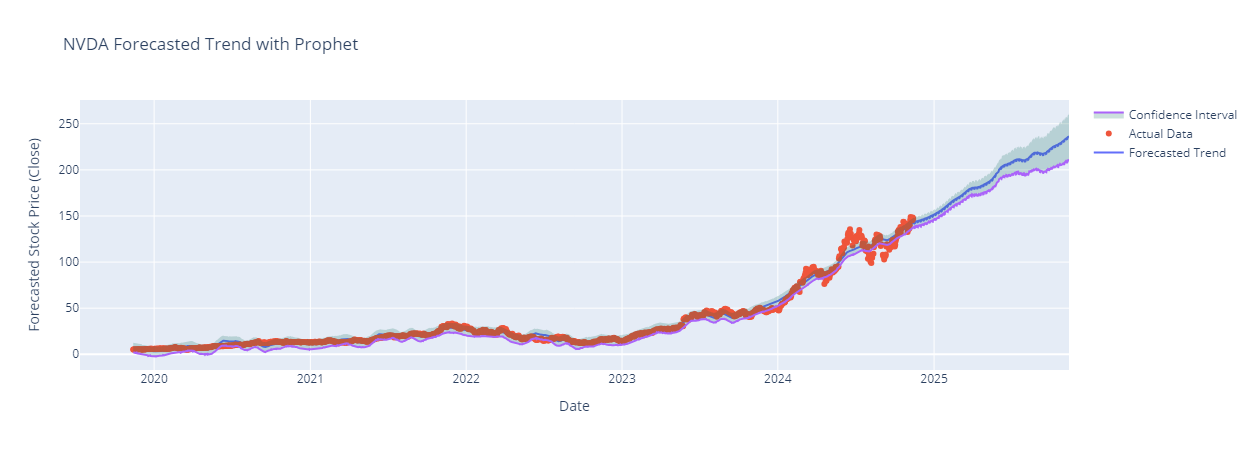 NVDA Forecasted Trend with Prophet
Forecasted Stock Price (Close)
250
200
150
100
50
0
2020 2021 2022 2023 2024 2025
Date
Confidence Interval
Actual Data
Forecasted Trend